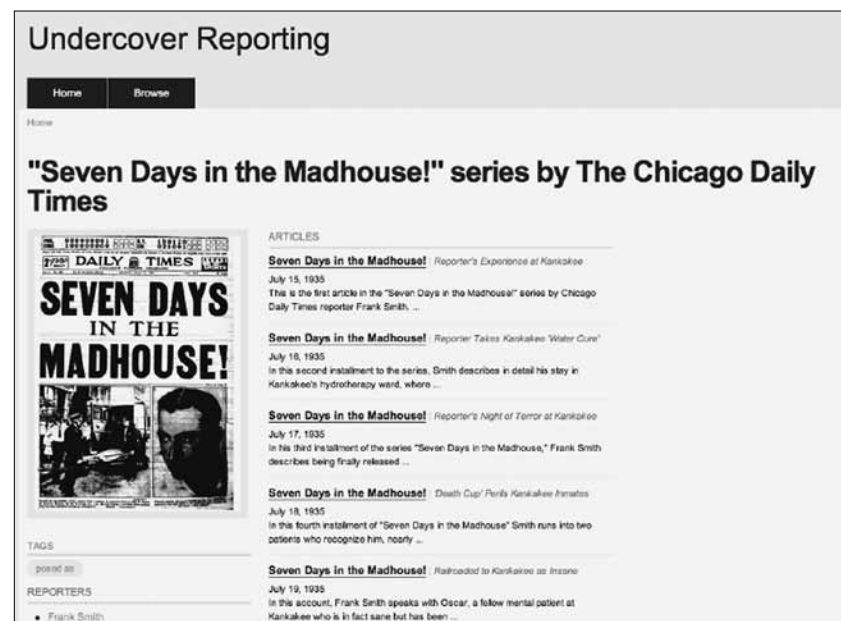 Undercover Reporting
Home Browse
Home
"Seven Days in the Madhouse!" series by The Chicago Daily
Times
DAILY TIMES
SEVEN DAYS
IN THE
MADHOUSE!
TAGS
posed as
REPORTERS
Frank Smith
ARTICLES
Seven Days in the Madhouse! | Reporter's Experience at Kankakee
July 15, 1935
This is the first article in the "Seven Days in the Madhouse!" series by Chicago
Daily Times reporter Frank Smith. ...
Seven Days in the Madhouse! | Reporter Takes Kankakee 'Water Cure'
July 16, 1935
In this second installment to the series, Smith describes in detail his stay in
Kankakee's hydrotherapy ward, where ...
Seven Days in the Madhouse! | Reporter's Night of Terror at Kankakee
July 17, 1935
In his third installment of the series "Seven Days in the Madhouse," Frank Smith
describes being finally released ...
Seven Days in the Madhouse! | 'Death Cup' Perils Kankakee Inmates
July 18, 1935
In this fourth installment of "Seven Days in the Madhouse" Smith runs into two
patients who recognize him, nearly ...
Seven Days in the Madhouse! | Railroaded to Kankakee as Insane
July 19, 1935
In this account, Frank Smith speaks with Oscar, a fellow mental patient at
Kankakee who is in fact sane but has been ...